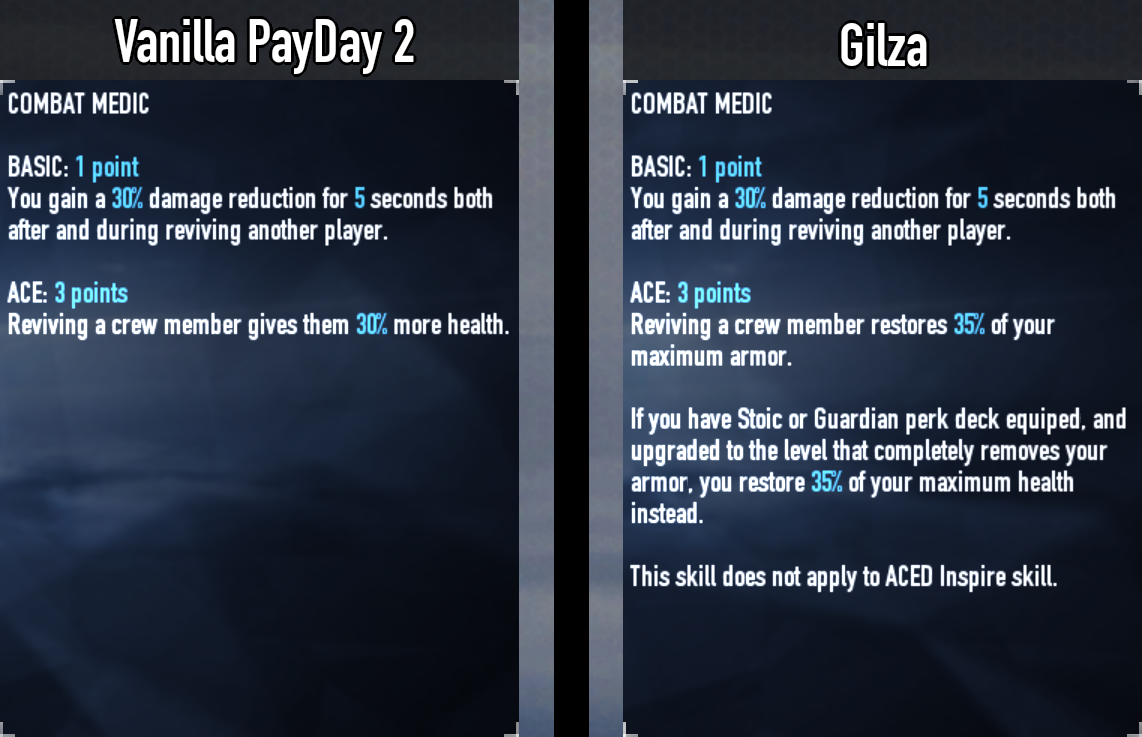 Vanilla PayDay 2
COMBAT MEDIC
BASIC: 1 point
You gain a 30% damage reduction for 5 seconds both
after and during reviving another player.
ACE: 3 points
Reviving a crew member gives them 30% more health.
Gilza
COMBAT MEDIC
BASIC: 1 point
You gain a 30% damage reduction for 5 seconds both
after and during reviving another player.
ACE: 3 points
Reviving a crew member restores 35% of your
maximum armor.
If you have Stoic or Guardian perk deck equiped, and
upgraded to the level that completely removes your
armor, you restore 35% of your maximum health
instead.
This skill does not apply to ACED Inspire skill.